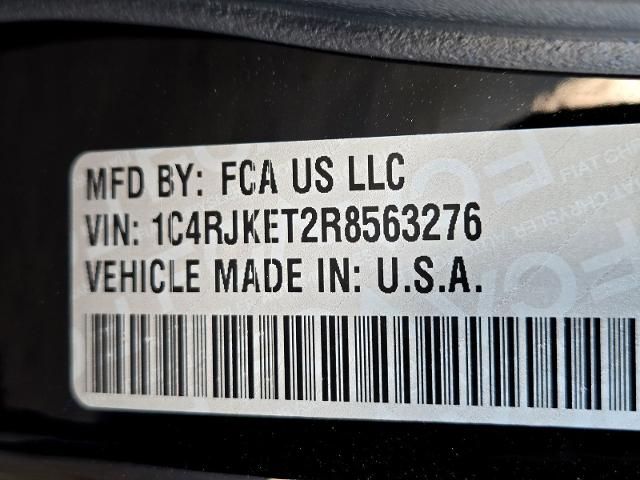 MFD BY: FCA US LLC
VIN: 1C4RJKET2R8563276
VEHICLE MADE IN: U.S.A.